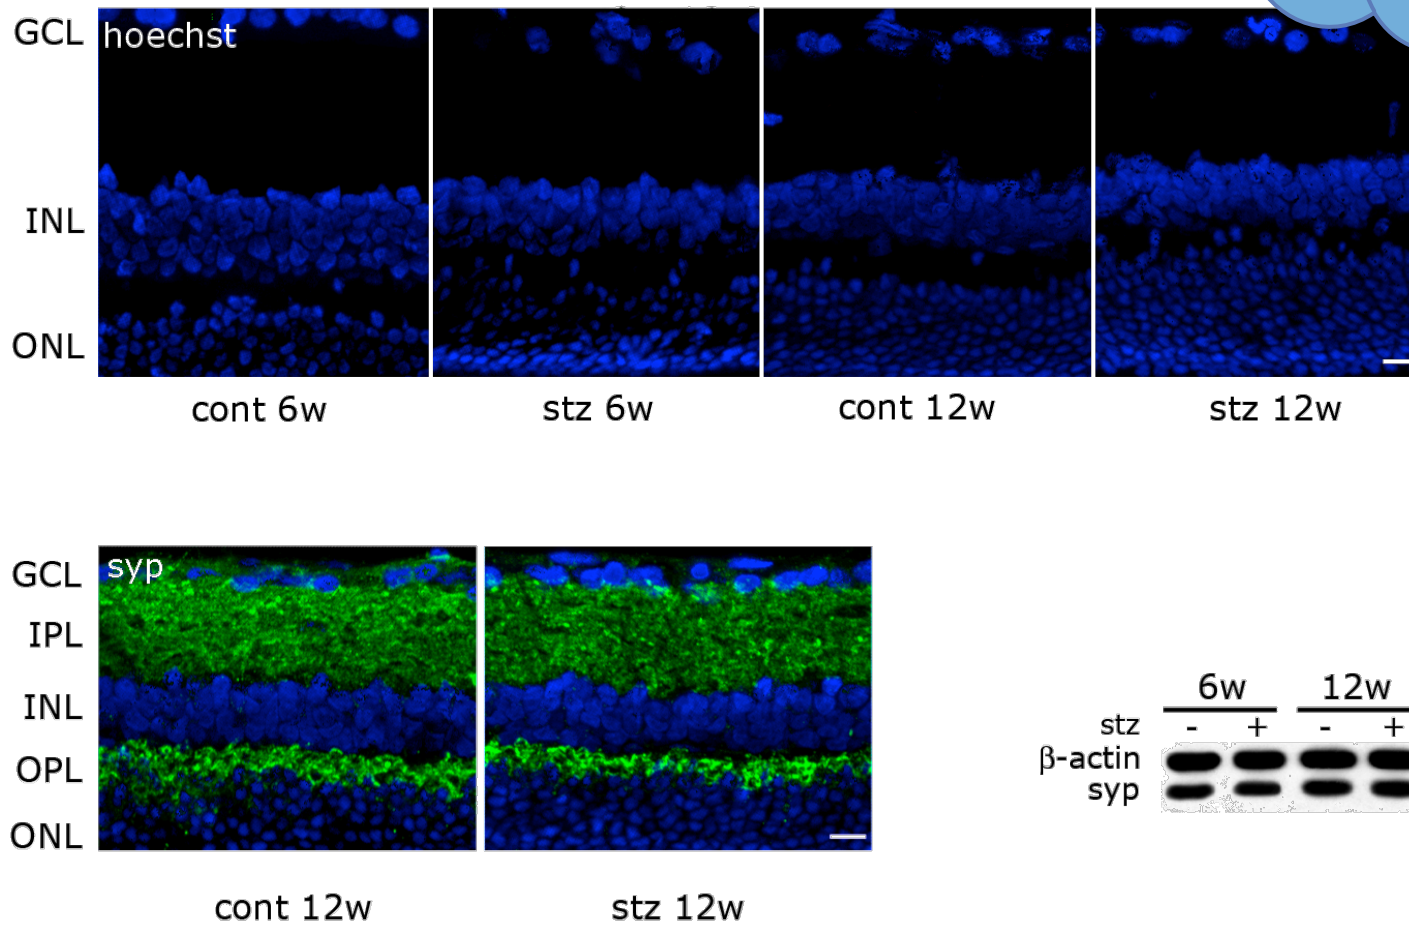 GCL
hoechst
INL
ONL
cont 6w
stz 6w
cont 12w
stz 12w
GCL
syp
IPL
INL
OPL
ONL
cont 12w
stz 12w
6w 12w
stz - + - +
β-actin
syp